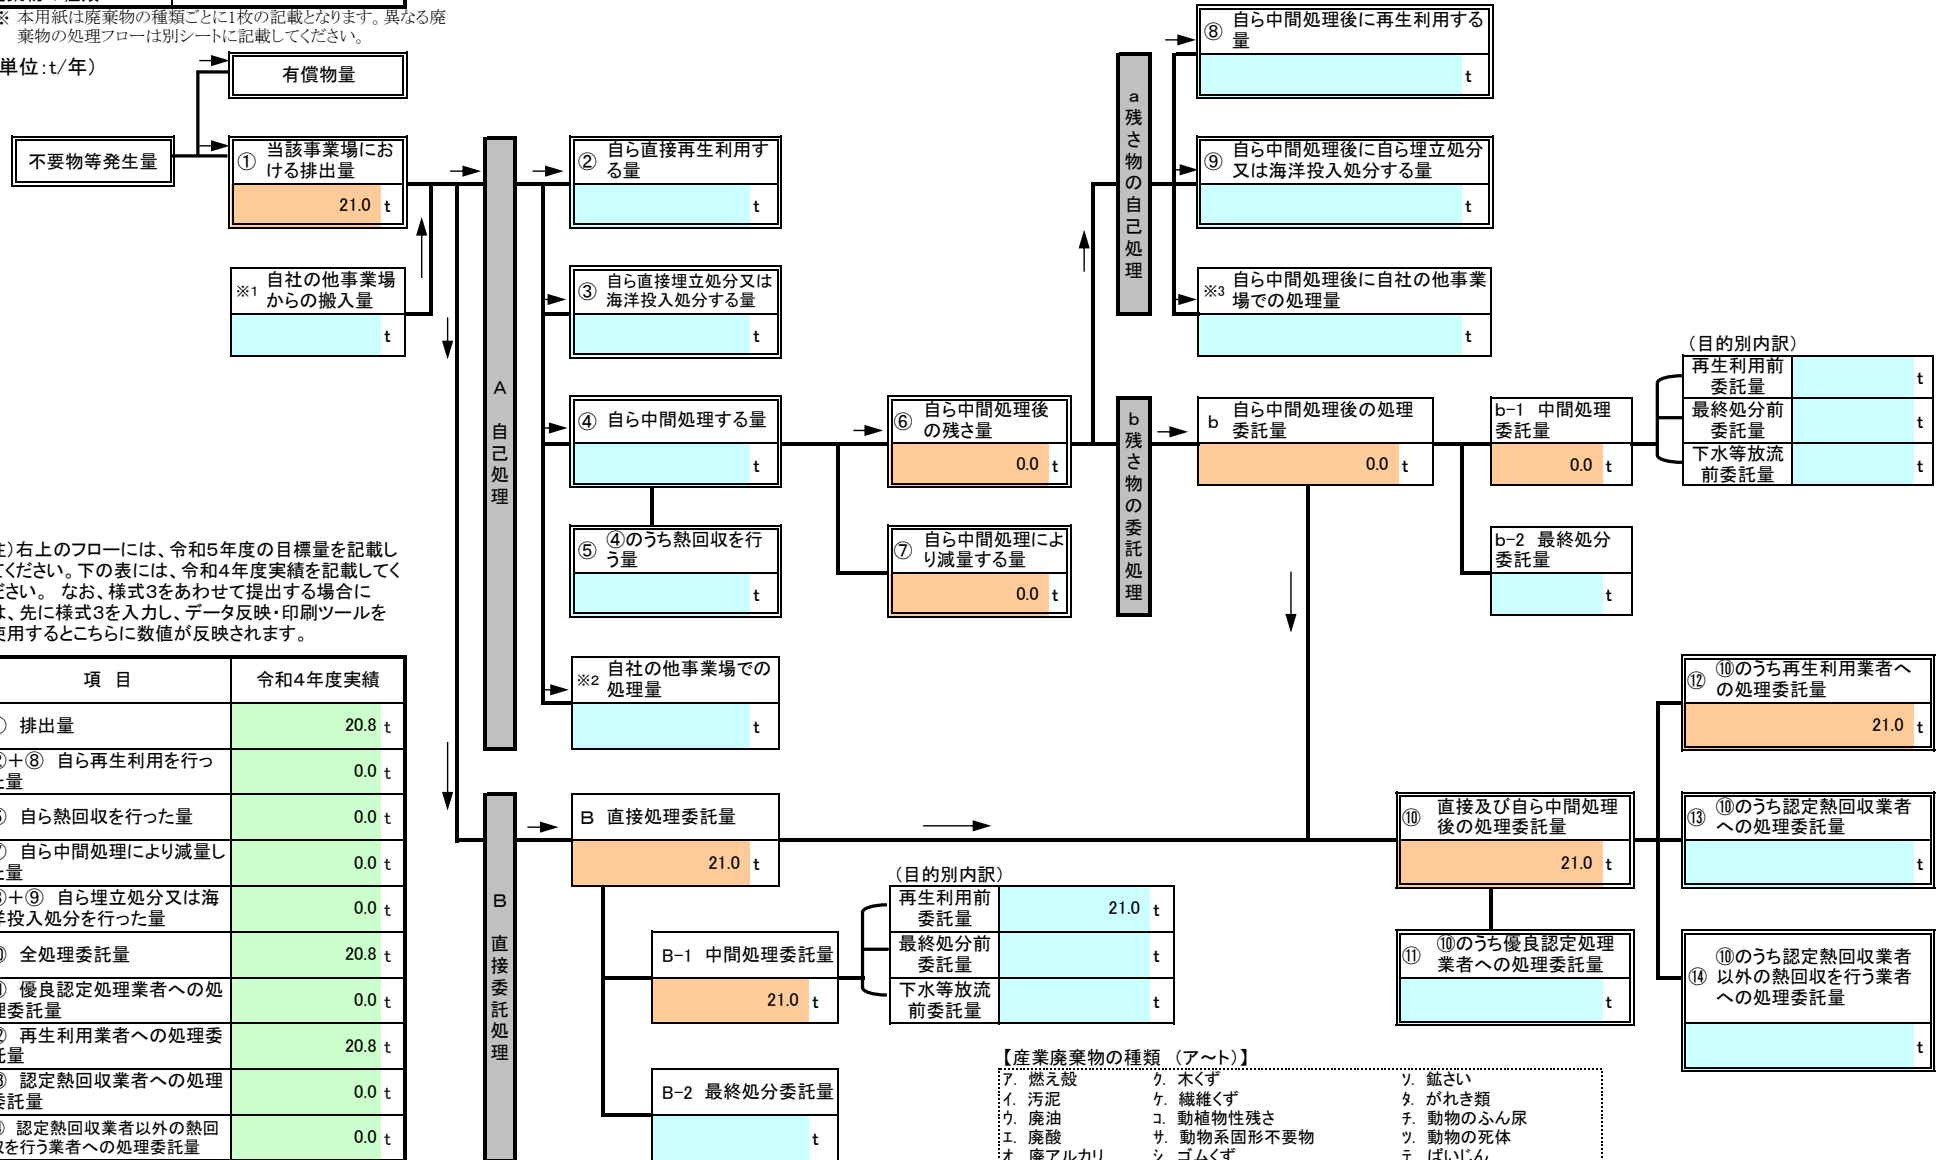 ※ 本用紙は廃棄物の種類ごとに1枚の記載となります。異なる廃
棄物の処理フローは別シートに記載してください。
単位：t/年）
有償物量
不要物等発生量
① 当該事業場にお
ける排出量
21.0 t
※1 自社の他事業場
からの搬入量
t
A 自己処理
② 自ら直接再生利用す
る量
t
③ 自ら直接埋立処分又は
海洋投入処分する量
t
④ 自ら中間処理する量
t
⑤ ④のうち熱回収を行
う量
t
※2 自社の他事業場での
処理量
t
⑥ 自ら中間処理後
の残さ量
0.0 t
⑦ 自ら中間処理によ
り減量する量
0.0 t
a 残さ物の自己処理
⑧ 自ら中間処理後に再生利用する
量
t
⑨ 自ら中間処理後に自ら埋立処分
又は海洋投入処分する量
t
※3 自ら中間処理後に自社の他事業
場での処理量
t
b 残さ物の委託処理
b 自ら中間処理後の処理
委託量
0.0 t
b-1 中間処理
委託量
0.0 t
b-2 最終処分
委託量
t
（目的別内訳）
再生利用前
委託量
t
最終処分前
委託量
t
下水等放流
前委託量
t
）右上のフローには、令和5年度の目標量を記載し
ください。下の表には、令和4年度実績を記載してく
さい。 なお、様式3をあわせて提出する場合に
、先に様式3を入力し、データ反映・印刷ツールを
使用するとこちらに数値が反映されます。
項 目 令和4年度実績
排出量 20.8 t
＋⑧ 自ら再生利用を行っ
た量
0.0 t
自ら熱回収を行った量 0.0 t
自ら中間処理により減量し
た量
0.0 t
＋⑨ 自ら埋立処分又は海
洋投入処分を行った量
0.0 t
全処理委託量 20.8 t
優良認定処理業者への処
理委託量
0.0 t
再生利用業者への処理委
託量
20.8 t
認定熱回収業者への処理
委託量
0.0 t
認定熱回収業者以外の熱回
収を行う業者への処理委託量
0.0 t
B 直接委託処理
B 直接処理委託量
21.0 t
B-1 中間処理委託量
21.0 t
B-2 最終処分委託量
t
（目的別内訳）
再生利用前
委託量
21.0 t
最終処分前
委託量
t
下水等放流
前委託量
t
⑩ 直接及び自ら中間処理
後の処理委託量
21.0 t
⑪ ⑩のうち優良認定処理
業者への処理委託量
t
⑫ ⑩のうち再生利用業者へ
の処理委託量
21.0 t
⑬ ⑩のうち認定熱回収業者
への処理委託量
t
⑭ ⑩のうち認定熱回収業者
以外の熱回収を行う業者
への処理委託量
t
【産業廃棄物の種類 （ア～ト）】
ア. 燃え殻 ク. 木くず ソ. 鉱さい
イ. 汚泥 ケ. 繊維くず タ. がれき類
ウ. 廃油 コ. 動植物性残さ チ. 動物のふん尿
エ. 廃酸 サ. 動物系固形不要物 ツ. 動物の死体
オ. 廃アルカリ シ. ゴムくず テ. ばいじん